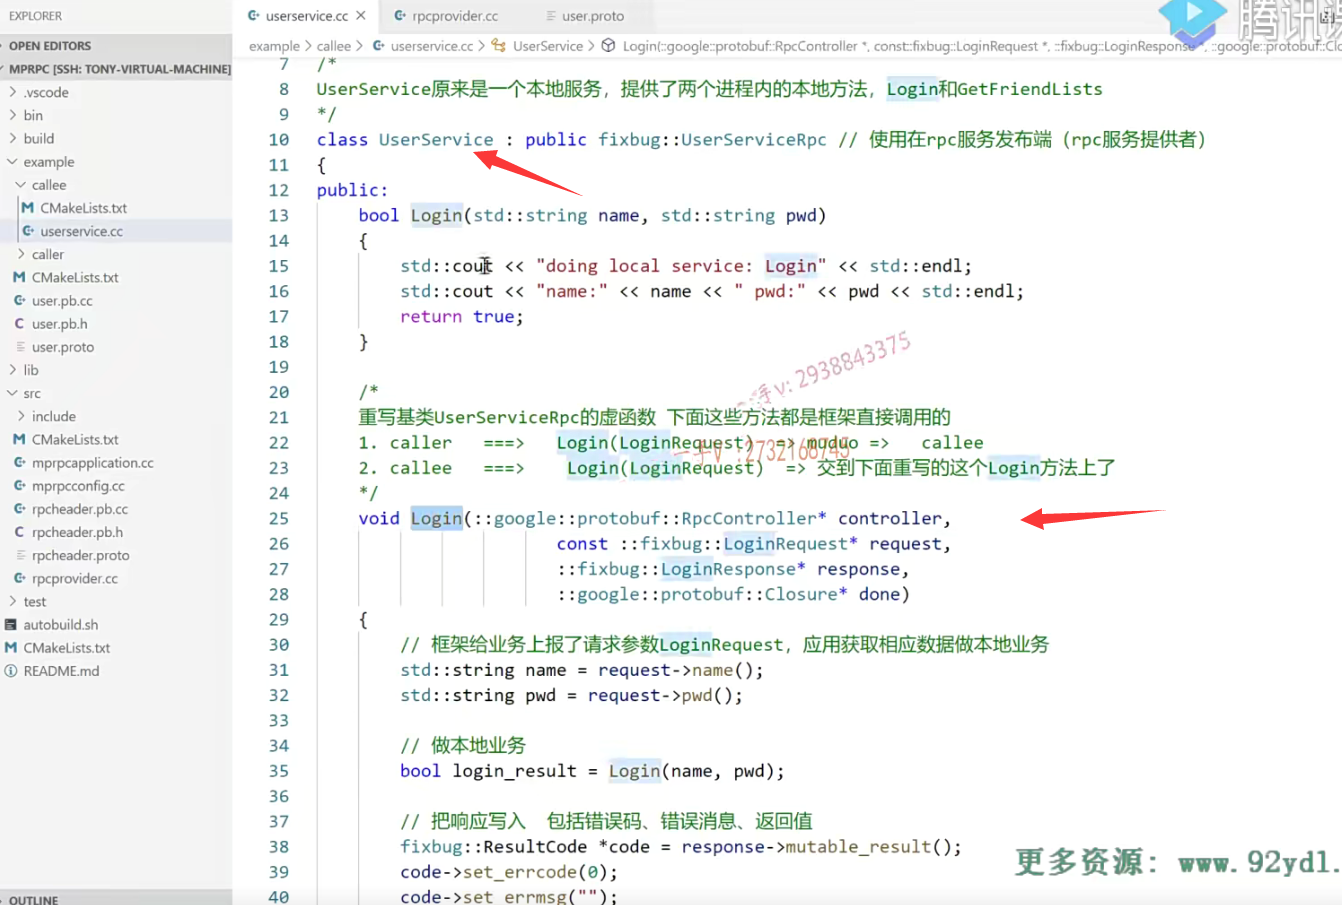 EXPLORER
userservice.cc ×
rpcprovider.cc
user.proto
OPEN EDITORS
example > callee > userservice.cc > UserService > Login(::google::protobuf::RpcController *, const::fixbug::LoginRequest *, ::fixbug::LoginResponse *, ::google::protobuf::Clo
MPRPC [SSH: TONY-VIRTUAL-MACHINE]
.vscode
bin
build
example
callee
CMakeLists.txt
userservice.cc
caller
CMakeLists.txt
user.pb.cc
user.pb.h
user.proto
lib
src
include
CMakeLists.txt
mprpcapplication.cc
mprpcconfig.cc
rpcheader.pb.cc
rpcheader.pb.h
rpcheader.proto
rpcprovider.cc
test
autobuild.sh
CMakeLists.txt
README.md
OUTLINE
腾讯课
7 /*
8 UserService原来是一个本地服务，提供了两个进程内的本地方法，Login和GetFriendLists
9 */
10 class UserService : public fixbug::UserServiceRpc // 使用在rpc服务发布端（rpc服务提供者）
11 {
12 public:
13 bool Login(std::string name, std::string pwd)
14 {
15 std::cout << "doing local service: Login" << std::endl;
16 std::cout << "name:" << name << " pwd:" << pwd << std::endl;
17 return true;
18 }
19
20 /*
21 重写基类UserServiceRpc的虚函数 下面这些方法都是框架直接调用的
22 1. caller ===> Login(LoginRequest) => muduo => callee
23 2. callee ===> Login(LoginRequest) => 交到下面重写的这个Login方法上了
24 */
25 void Login(::google::protobuf::RpcController* controller,
26 const ::fixbug::LoginRequest* request,
27 ::fixbug::LoginResponse* response,
28 ::google::protobuf::Closure* done)
29 {
30 // 框架给业务上报了请求参数LoginRequest，应用获取相应数据做本地业务
31 std::string name = request->name();
32 std::string pwd = request->pwd();
33
34 // 做本地业务
35 bool login_result = Login(name, pwd);
36
37 // 把响应写入 包括错误码、错误消息、返回值
38 fixbug::ResultCode *code = response->mutable_result();
39 code->set_errcode(0);
40 code->set_errmsg("");
手v: 2938843375
一手v :2732168743
更多资源: www.92yd1.